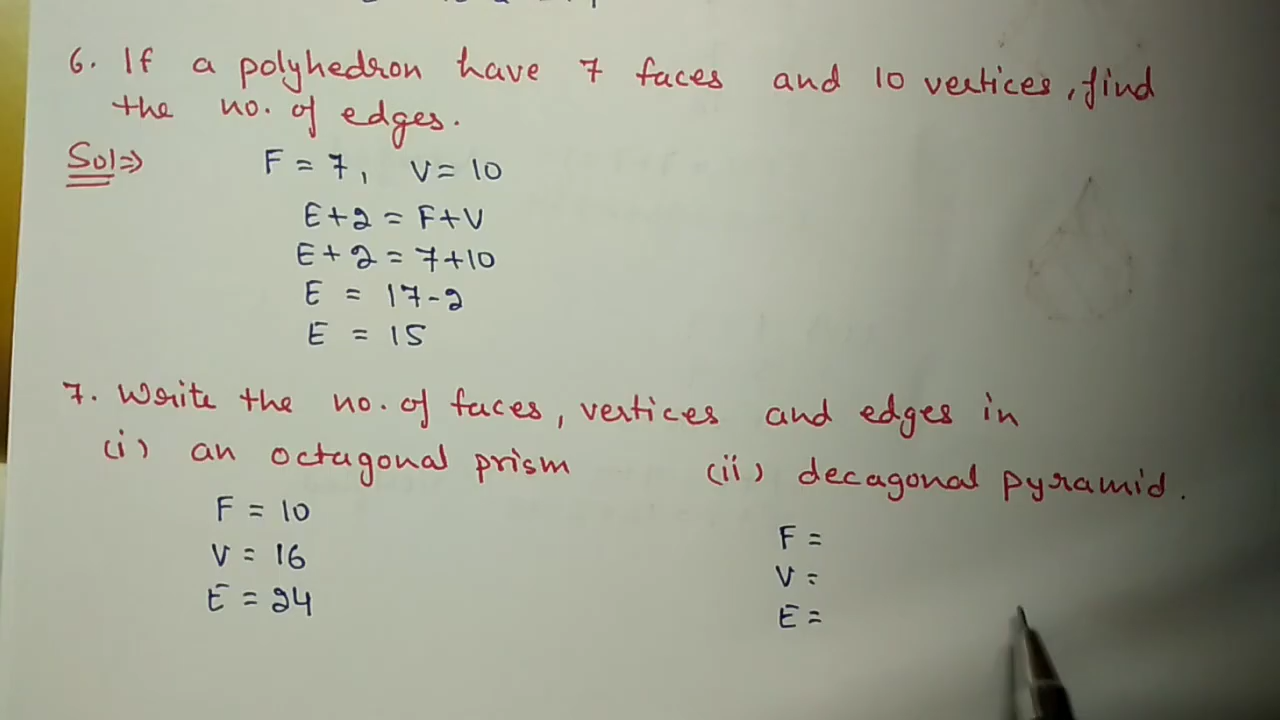 6. If a polyhedron have 7 faces and 10 vertices, find
the no. of edges.
Sol⇒ F = 7, V = 10
E+2 = F+V
E+2 = 7+10
E = 17-2
E = 15
7. Write the no. of faces, vertices and edges in
(i) an octagonal prism (ii) decagonal pyramid.
F = 10
V = 16
E = 24
F =
V =
E =